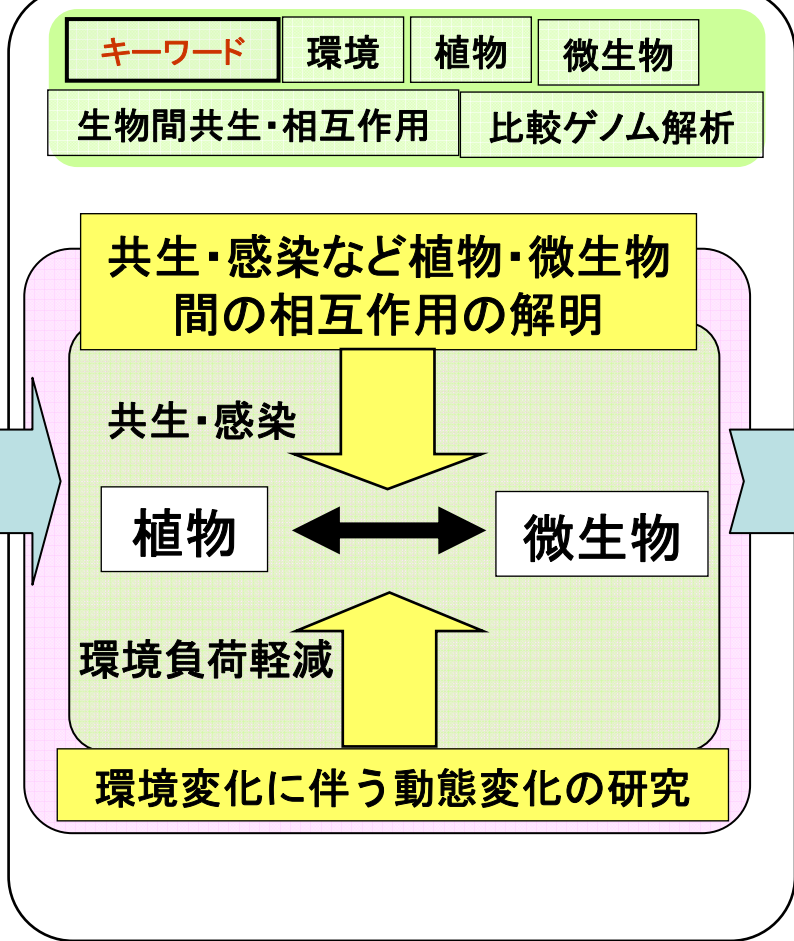 キーワード 環境 植物 微生物
生物間共生・相互作用 比較ゲノム解析
共生・感染など植物・微生物
間の相互作用の解明
共生・感染
植物 微生物
環境負荷軽減
環境変化に伴う動態変化の研究